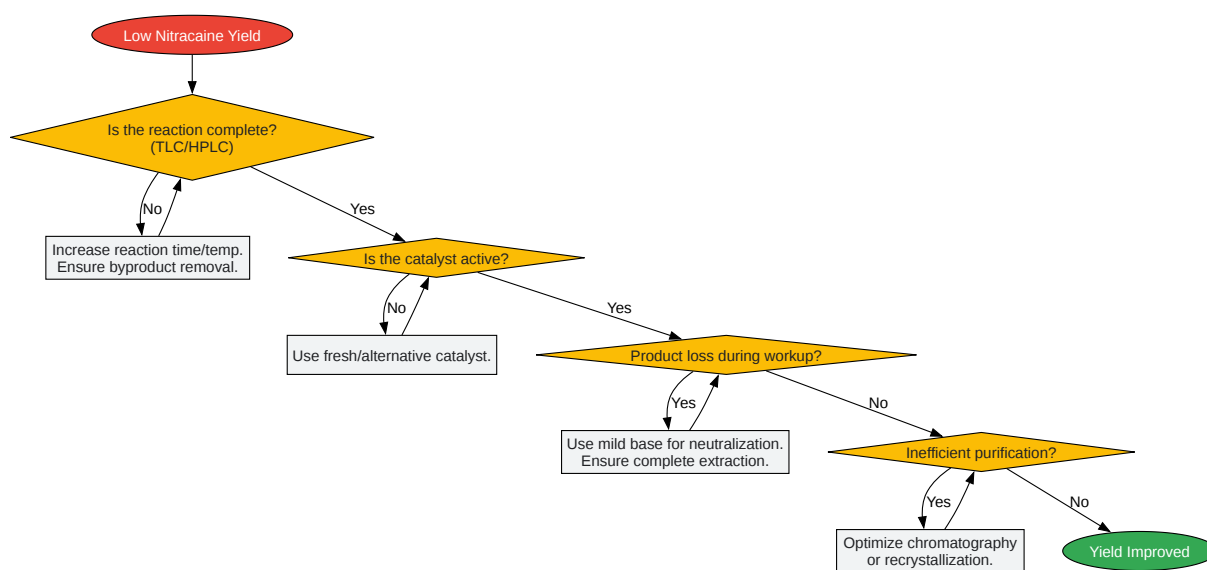 Low Nitracaine Yield
Is the reaction complete?
(TLC/HPLC)
No
Yes
Increase reaction time/temp.
Ensure byproduct removal.
Is the catalyst active?
No
Yes
Use fresh/alternative catalyst.
Product loss during workup?
Yes
No
Use mild base for neutralization.
Ensure complete extraction.
Inefficient purification?
Yes
No
Optimize chromatography
or recrystallization.
Yield Improved